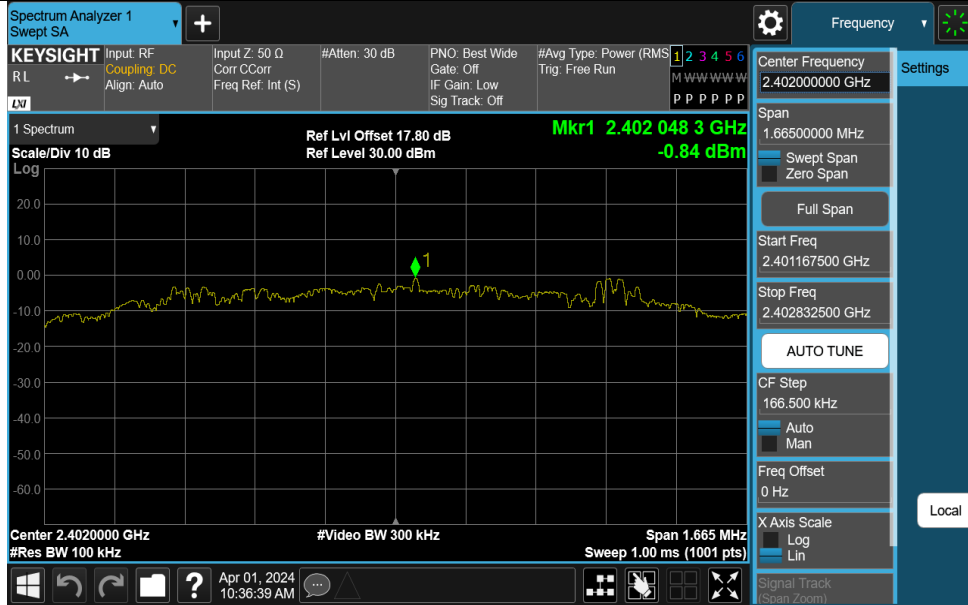 Spectrum Analyzer 1
Swept SA
Frequency
KEYSIGHT
R L
LXI
Input: RF
Coupling: DC
Align: Auto
Input Z: 50 Ω
Corr CCorr
Freq Ref: Int (S)
#Atten: 30 dB
PNO: Best Wide
Gate: Off
IF Gain: Low
Sig Track: Off
#Avg Type: Power (RMS
Trig: Free Run
1 2 3 4 5 6
M W W W W W
P P P P P P
1 Spectrum
Scale/Div 10 dB
Log
Ref Lvl Offset 17.80 dB
Ref Level 30.00 dBm
Mkr1 2.402 048 3 GHz
-0.84 dBm
20.0
10.0
0.00
-10.0
-20.0
-30.0
-40.0
-50.0
-60.0
1
Center 2.4020000 GHz
#Res BW 100 kHz
#Video BW 300 kHz
Span 1.665 MHz
Sweep 1.00 ms (1001 pts)
Center Frequency
2.402000000 GHz
Span
1.66500000 MHz
Swept Span
Zero Span
Full Span
Start Freq
2.401167500 GHz
Stop Freq
2.402832500 GHz
AUTO TUNE
CF Step
166.500 kHz
Auto
Man
Freq Offset
0 Hz
X Axis Scale
Log
Lin
Signal Track
(Span Zoom)
Settings
Local
?
Apr 01, 2024
10:36:39 AM